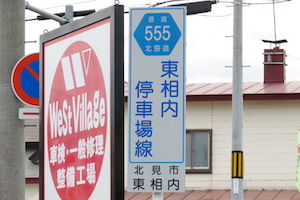 West Village
車検・一般修理
整備工場
道道
555
北海道
東相内
停車場線
北見市
東相内